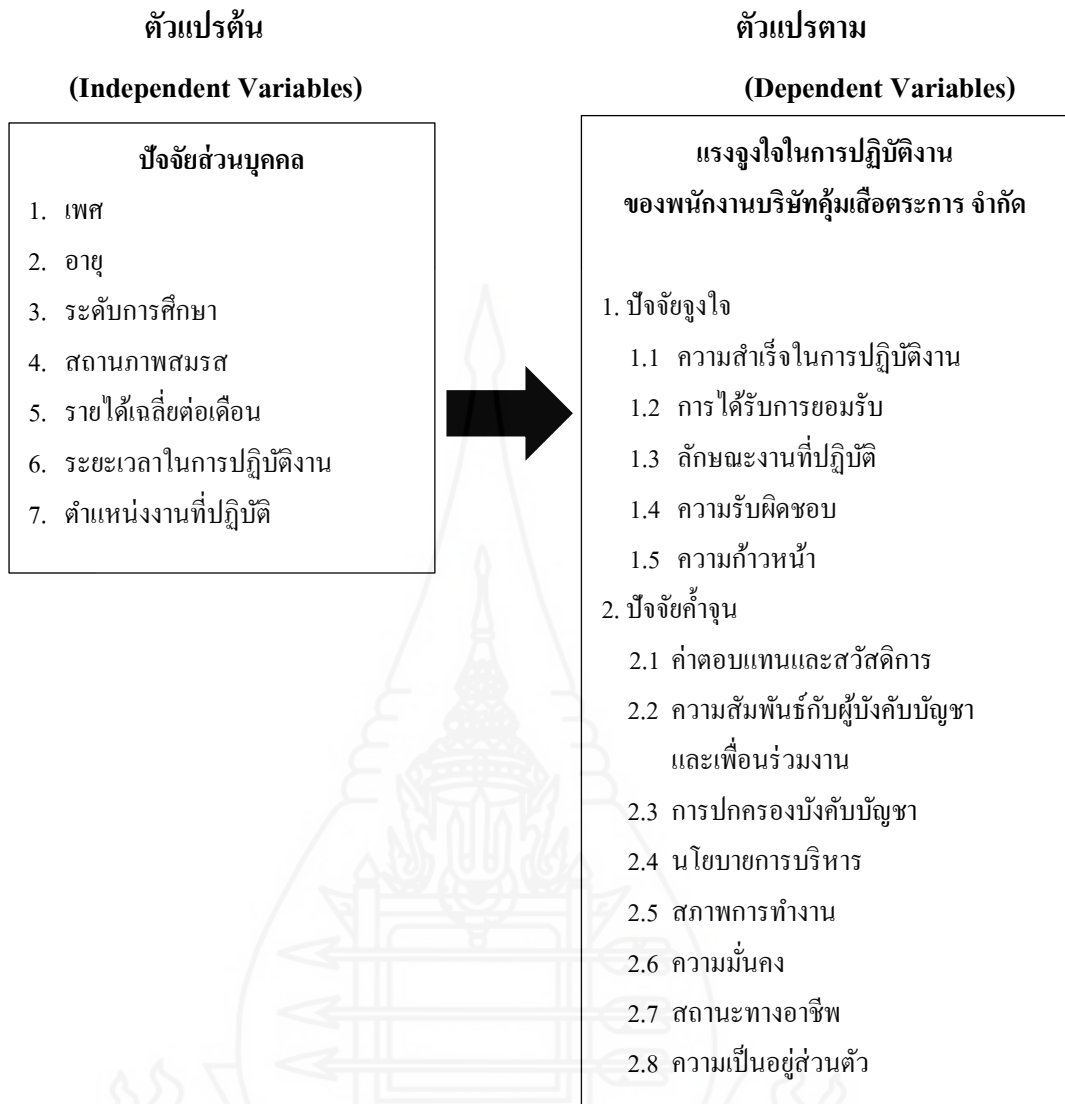 ตัวแปรต้น
(Independent Variables)
ปัจจัยส่วนบุคคล
1. เพศ
2. อายุ
3. ระดับการศึกษา
4. สถานภาพสมรส
5. รายได้เฉลี่ยต่อเดือน
6. ระยะเวลาในการปฏิบัติงาน
7. ตำแหน่งงานที่ปฏิบัติ
ตัวแปรตาม
(Dependent Variables)
แรงจูงใจในการปฏิบัติงาน
ของพนักงานบริษัทคุ้มเสือตระการ จำกัด
1. ปัจจัยจูงใจ
1.1 ความสำเร็จในการปฏิบัติงาน
1.2 การได้รับการยอมรับ
1.3 ลักษณะงานที่ปฏิบัติ
1.4 ความรับผิดชอบ
1.5 ความก้าวหน้า
2. ปัจจัยค้ำจุน
2.1 ค่าตอบแทนและสวัสดิการ
2.2 ความสัมพันธ์กับผู้บังคับบัญชา
และเพื่อนร่วมงาน
2.3 การปกครองบังคับบัญชา
2.4 นโยบายการบริหาร
2.5 สภาพการทำงาน
2.6 ความมั่นคง
2.7 สถานะทางอาชีพ
2.8 ความเป็นอยู่ส่วนตัว